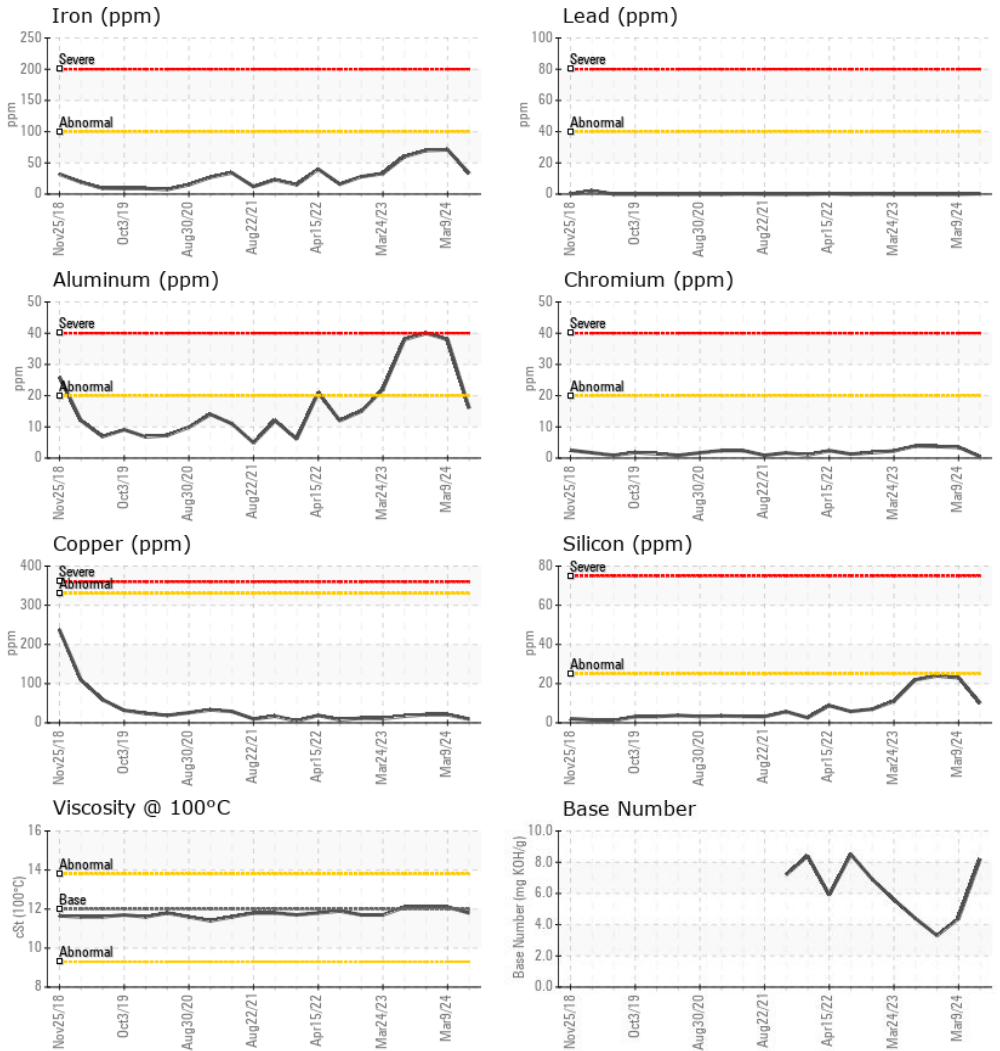 Iron (ppm)
250
200
150
100
50
0
ppm
Severe
Abnormal
Nov25/18
Oct3/19
Aug30/20
Aug22/21
Apr15/22
Mar24/23
Mar9/24
Lead (ppm)
100
80
60
40
20
0
ppm
Severe
Abnormal
Nov25/18
Oct3/19
Aug30/20
Aug22/21
Apr15/22
Mar24/23
Mar9/24
Aluminum (ppm)
50
40
30
20
10
0
ppm
Severe
Abnormal
Nov25/18
Oct3/19
Aug30/20
Aug22/21
Apr15/22
Mar24/23
Mar9/24
Chromium (ppm)
50
40
30
20
10
0
ppm
Severe
Abnormal
Nov25/18
Oct3/19
Aug30/20
Aug22/21
Apr15/22
Mar24/23
Mar9/24
Copper (ppm)
400
300
200
100
0
ppm
Severe
Abnormal
Nov25/18
Oct3/19
Aug30/20
Aug22/21
Apr15/22
Mar24/23
Mar9/24
Silicon (ppm)
80
60
40
20
0
ppm
Severe
Abnormal
Nov25/18
Oct3/19
Aug30/20
Aug22/21
Apr15/22
Mar24/23
Mar9/24
Viscosity @ 100°C
16
14
12
10
8
cSt (100°C)
Abnormal
Base
Abnormal
Nov25/18
Oct3/19
Aug30/20
Aug22/21
Apr15/22
Mar24/23
Mar9/24
Base Number
10.0
8.0
6.0
4.0
2.0
0.0
Base Number (mg KOH/g)
Nov25/18
Oct3/19
Aug30/20
Aug22/21
Apr15/22
Mar24/23
Mar9/24